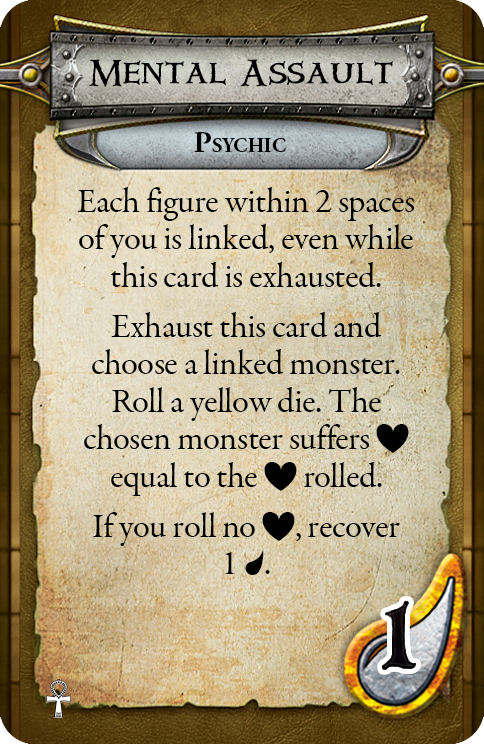 Mental Assault
Psychic
Each figure within 2 spaces
of you is linked, even while
this card is exhausted.
Exhaust this card and
choose a linked monster.
Roll a yellow die. The
chosen monster suffers ♥
equal to the ♥ rolled.
If you roll no ♥, recover
1 .
1